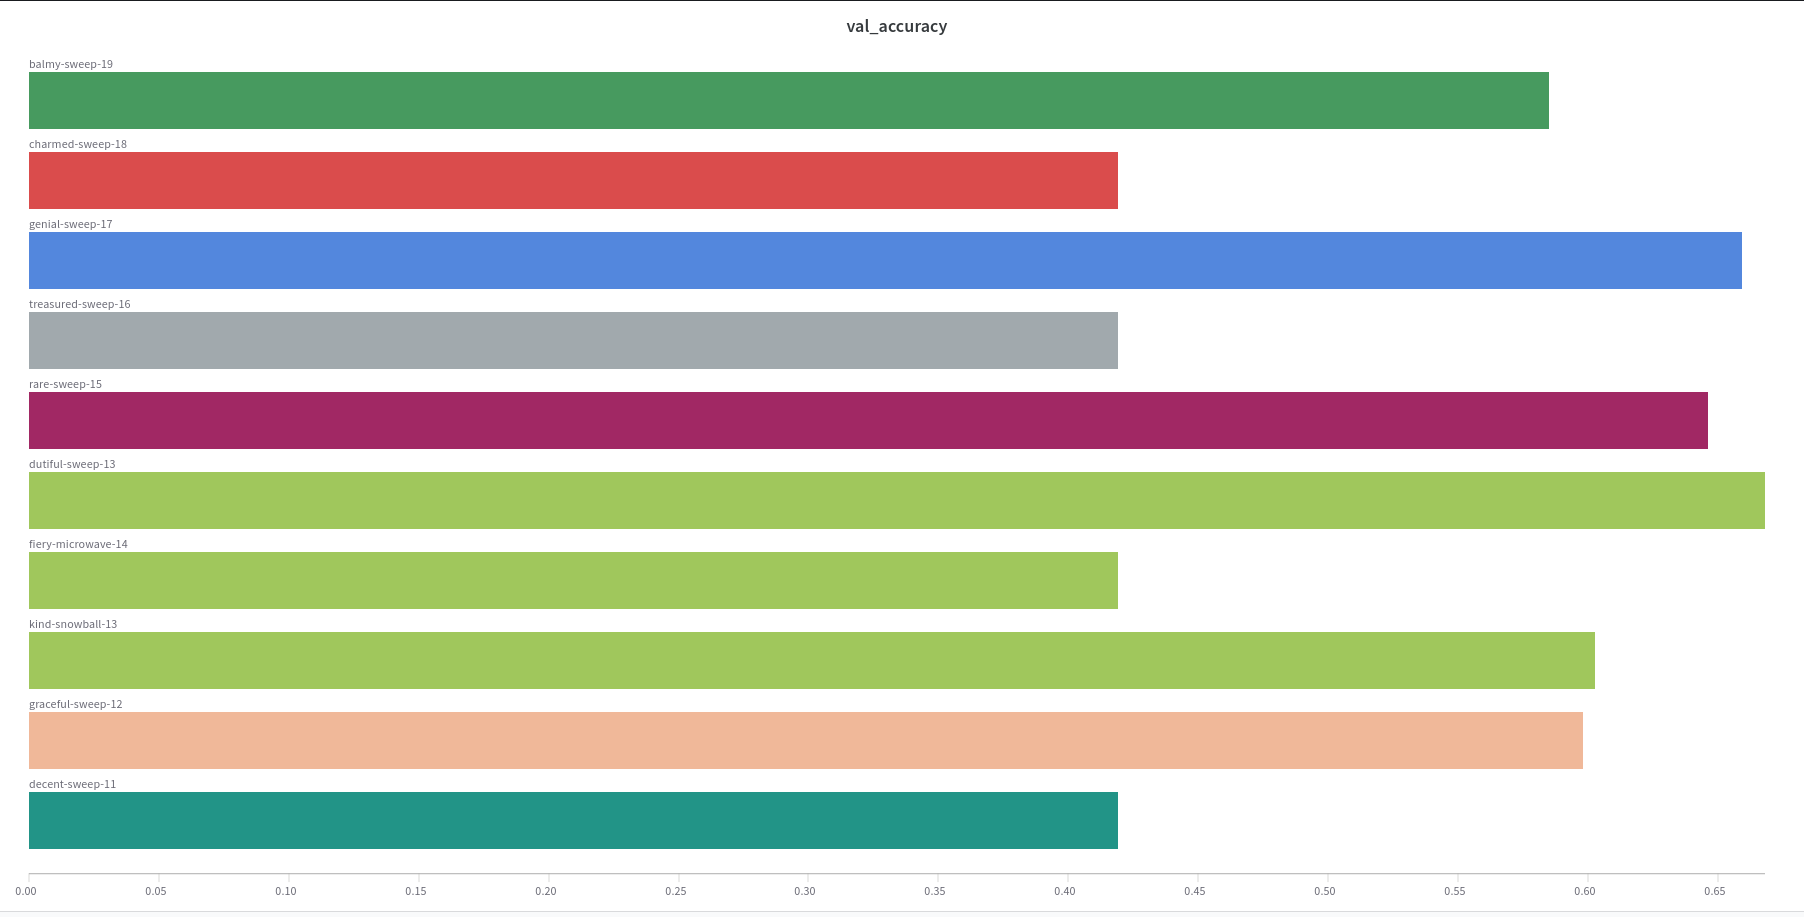 val_accuracy
balmy-sweep-19
charmed-sweep-18
genial-sweep-17
treasured-sweep-16
rare-sweep-15
dutiful-sweep-13
fiery-microwave-14
kind-snowball-13
graceful-sweep-12
decent-sweep-11
0.00 0.05 0.10 0.15 0.20 0.25 0.30 0.35 0.40 0.45 0.50 0.55 0.60 0.65